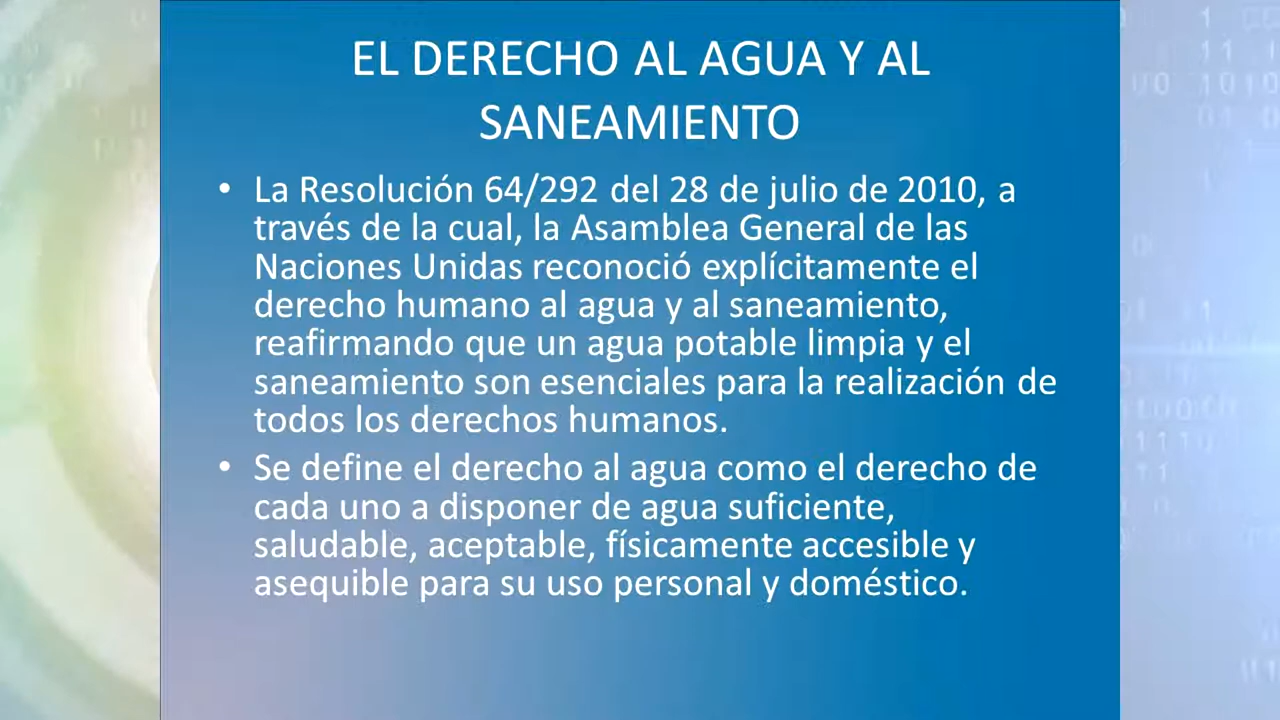 EL DERECHO AL AGUA Y AL
SANEAMIENTO
• La Resolución 64/292 del 28 de julio de 2010, a
través de la cual, la Asamblea General de las
Naciones Unidas reconoció explícitamente el
derecho humano al agua y al saneamiento,
reafirmando que un agua potable limpia y el
saneamiento son esenciales para la realización de
todos los derechos humanos.
• Se define el derecho al agua como el derecho de
cada uno a disponer de agua suficiente,
saludable, aceptable, físicamente accesible y
asequible para su uso personal y doméstico.